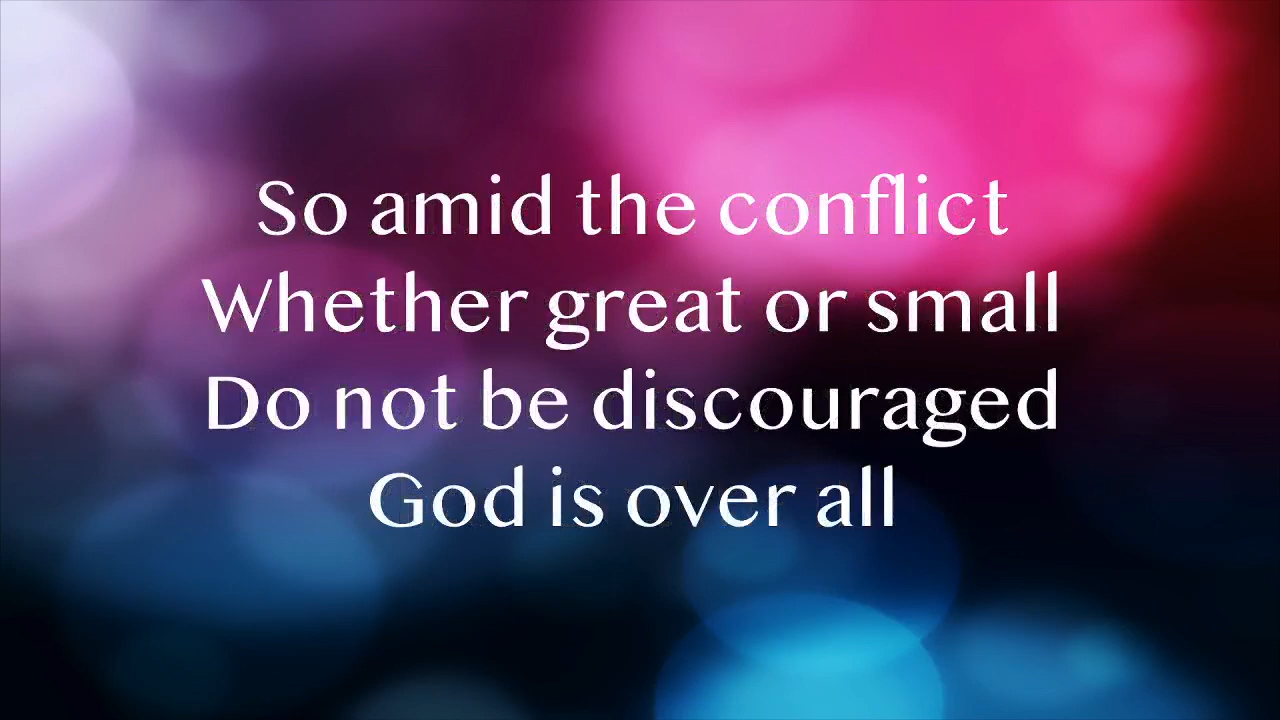 So amid the conflict
Whether great or small
Do not be discouraged
God is over all